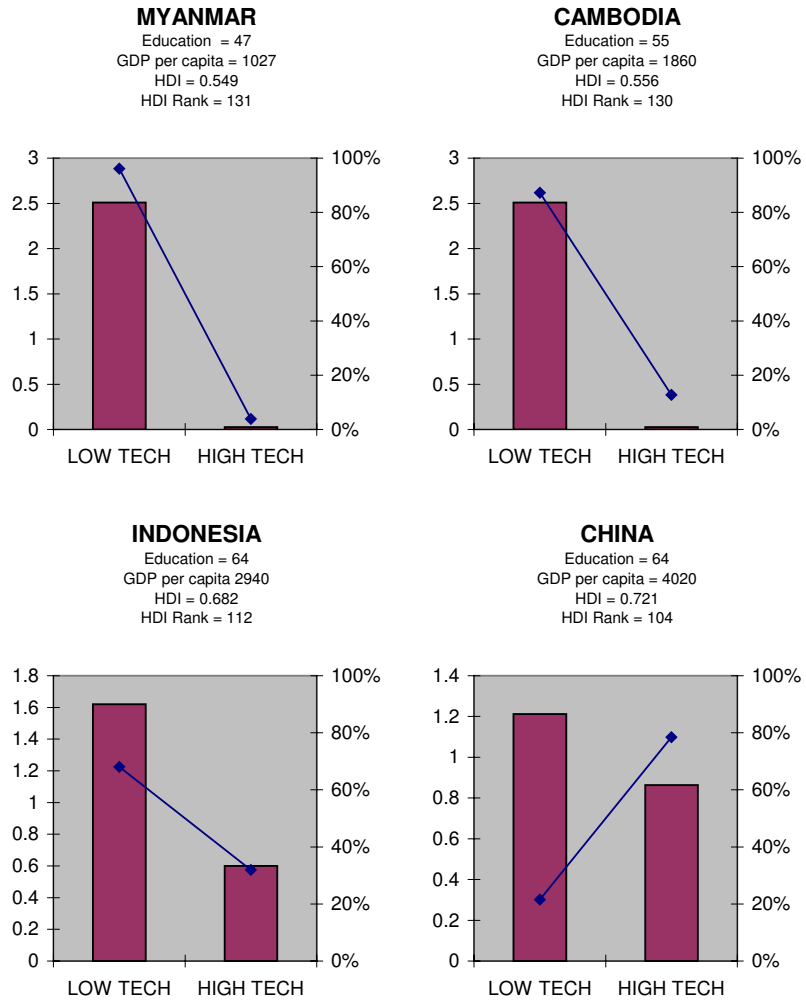 MYANMAR
Education  = 47
GDP per capita = 1027
HDI = 0.549
HDI Rank = 131
3
2.5
2
1.5
1
0.5
0
100%
80%
60%
40%
20%
0%
LOW TECH HIGH TECH
CAMBODIA
Education = 55
GDP per capita = 1860
HDI = 0.556
HDI Rank = 130
3
2.5
2
1.5
1
0.5
0
100%
80%
60%
40%
20%
0%
LOW TECH HIGH TECH
INDONESIA
Education = 64
GDP per capita 2940
HDI = 0.682
HDI Rank = 112
1.8
1.6
1.4
1.2
1
0.8
0.6
0.4
0.2
0
100%
80%
60%
40%
20%
0%
LOW TECH HIGH TECH
CHINA
Education = 64
GDP per capita = 4020
HDI = 0.721
HDI Rank = 104
1.4
1.2
1
0.8
0.6
0.4
0.2
0
100%
80%
60%
40%
20%
0%
LOW TECH HIGH TECH